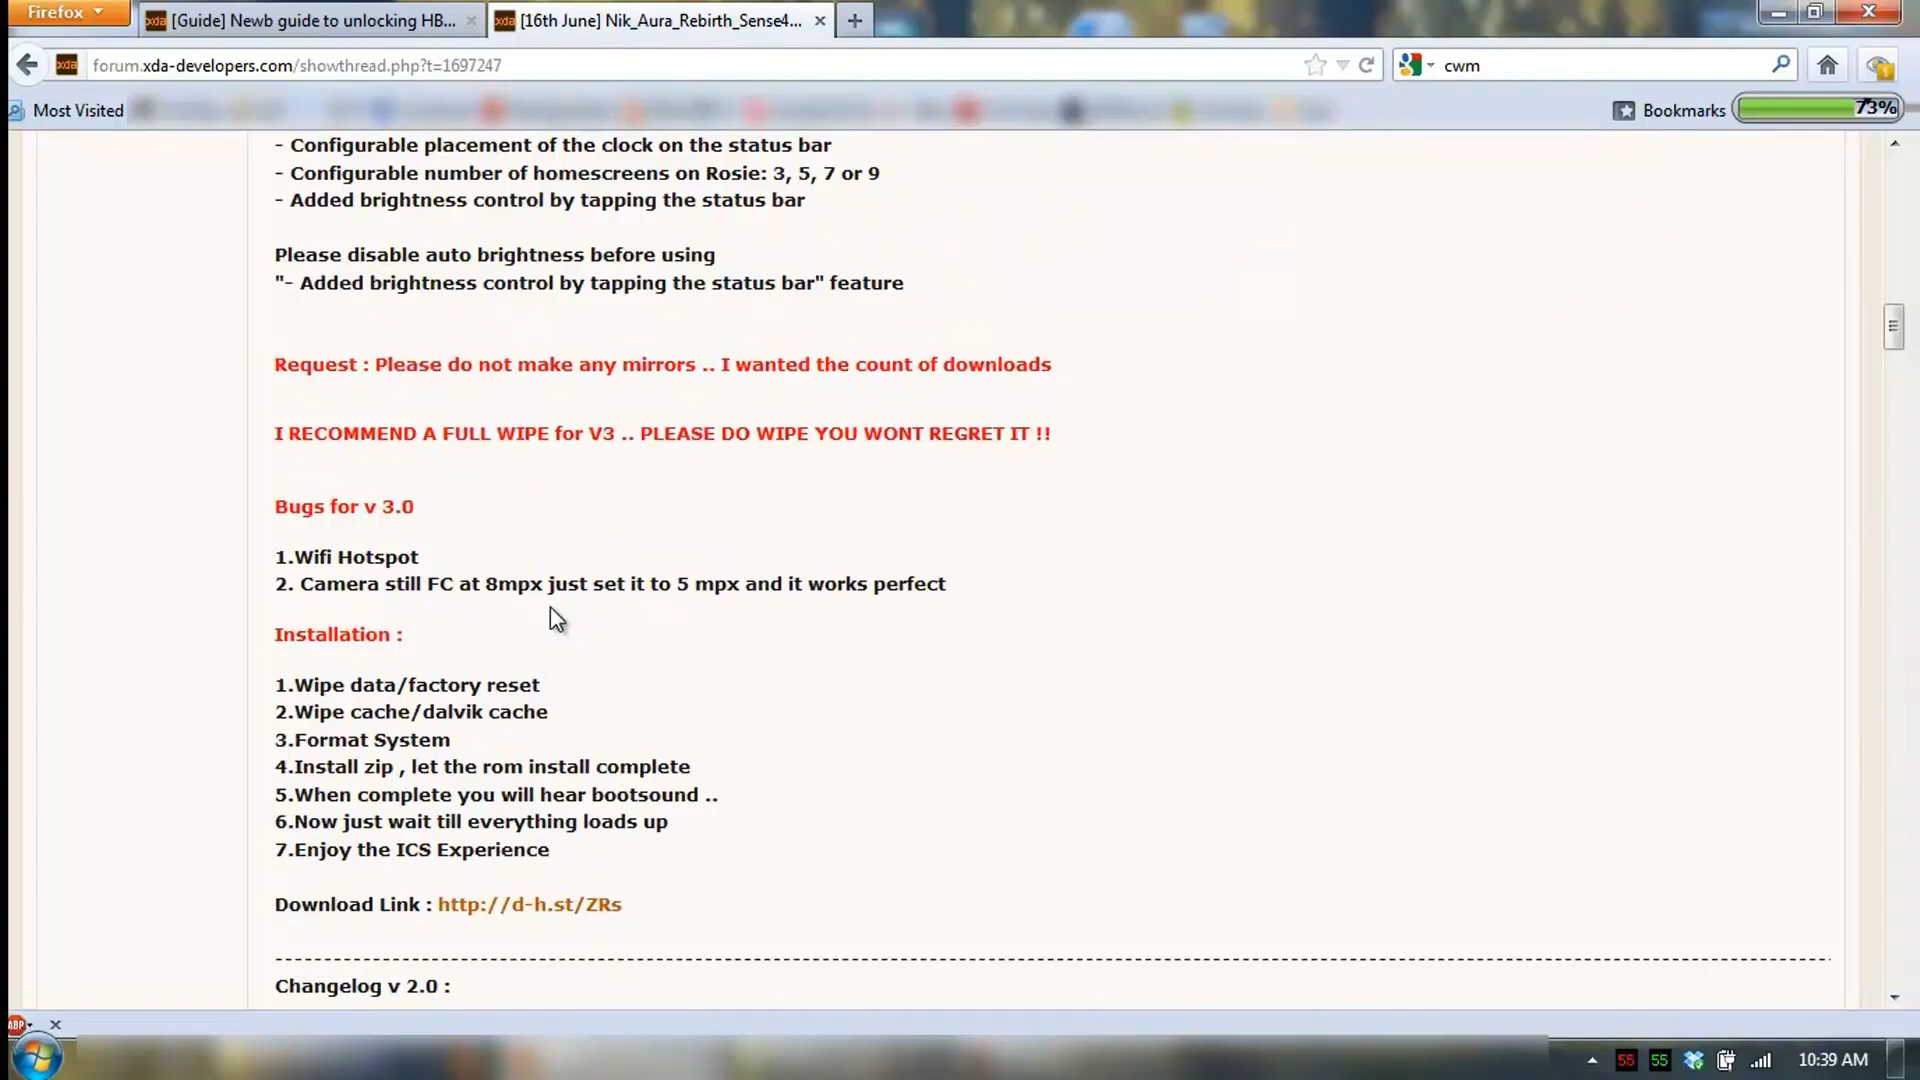 Firefox
[Guide] Newb guide to unlocking HB...
[16th June] Nik_Aura_Rebirth_Sense4...
forum.xda-developers.com/showthread.php?t=1697247
cwm
Most Visited
Bookmarks
73%
- Configurable placement of the clock on the status bar
- Configurable number of homescreens on Rosie: 3, 5, 7 or 9
- Added brightness control by tapping the status bar
Please disable auto brightness before using
"- Added brightness control by tapping the status bar" feature
Request : Please do not make any mirrors .. I wanted the count of downloads
I RECOMMEND A FULL WIPE for V3 .. PLEASE DO WIPE YOU WONT REGRET IT !!
Bugs for v 3.0
1.Wifi Hotspot
2. Camera still FC at 8mpx just set it to 5 mpx and it works perfect
Installation :
1.Wipe data/factory reset
2.Wipe cache/dalvik cache
3.Format System
4.Install zip , let the rom install complete
5.When complete you will hear bootsound ..
6.Now just wait till everything loads up
7.Enjoy the ICS Experience
Download Link : http://d-h.st/ZRs
Changelog v 2.0 :
ABP
55 55
10:39 AM